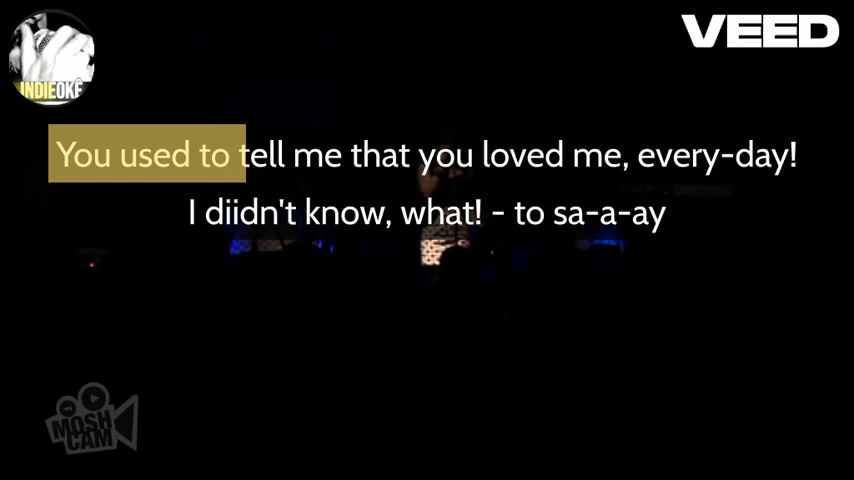 INDIEOKÊ
VEED
You used to tell me that you loved me, every-day!
I diidn't know, what! - to sa-a-ay
MOSH
CAM